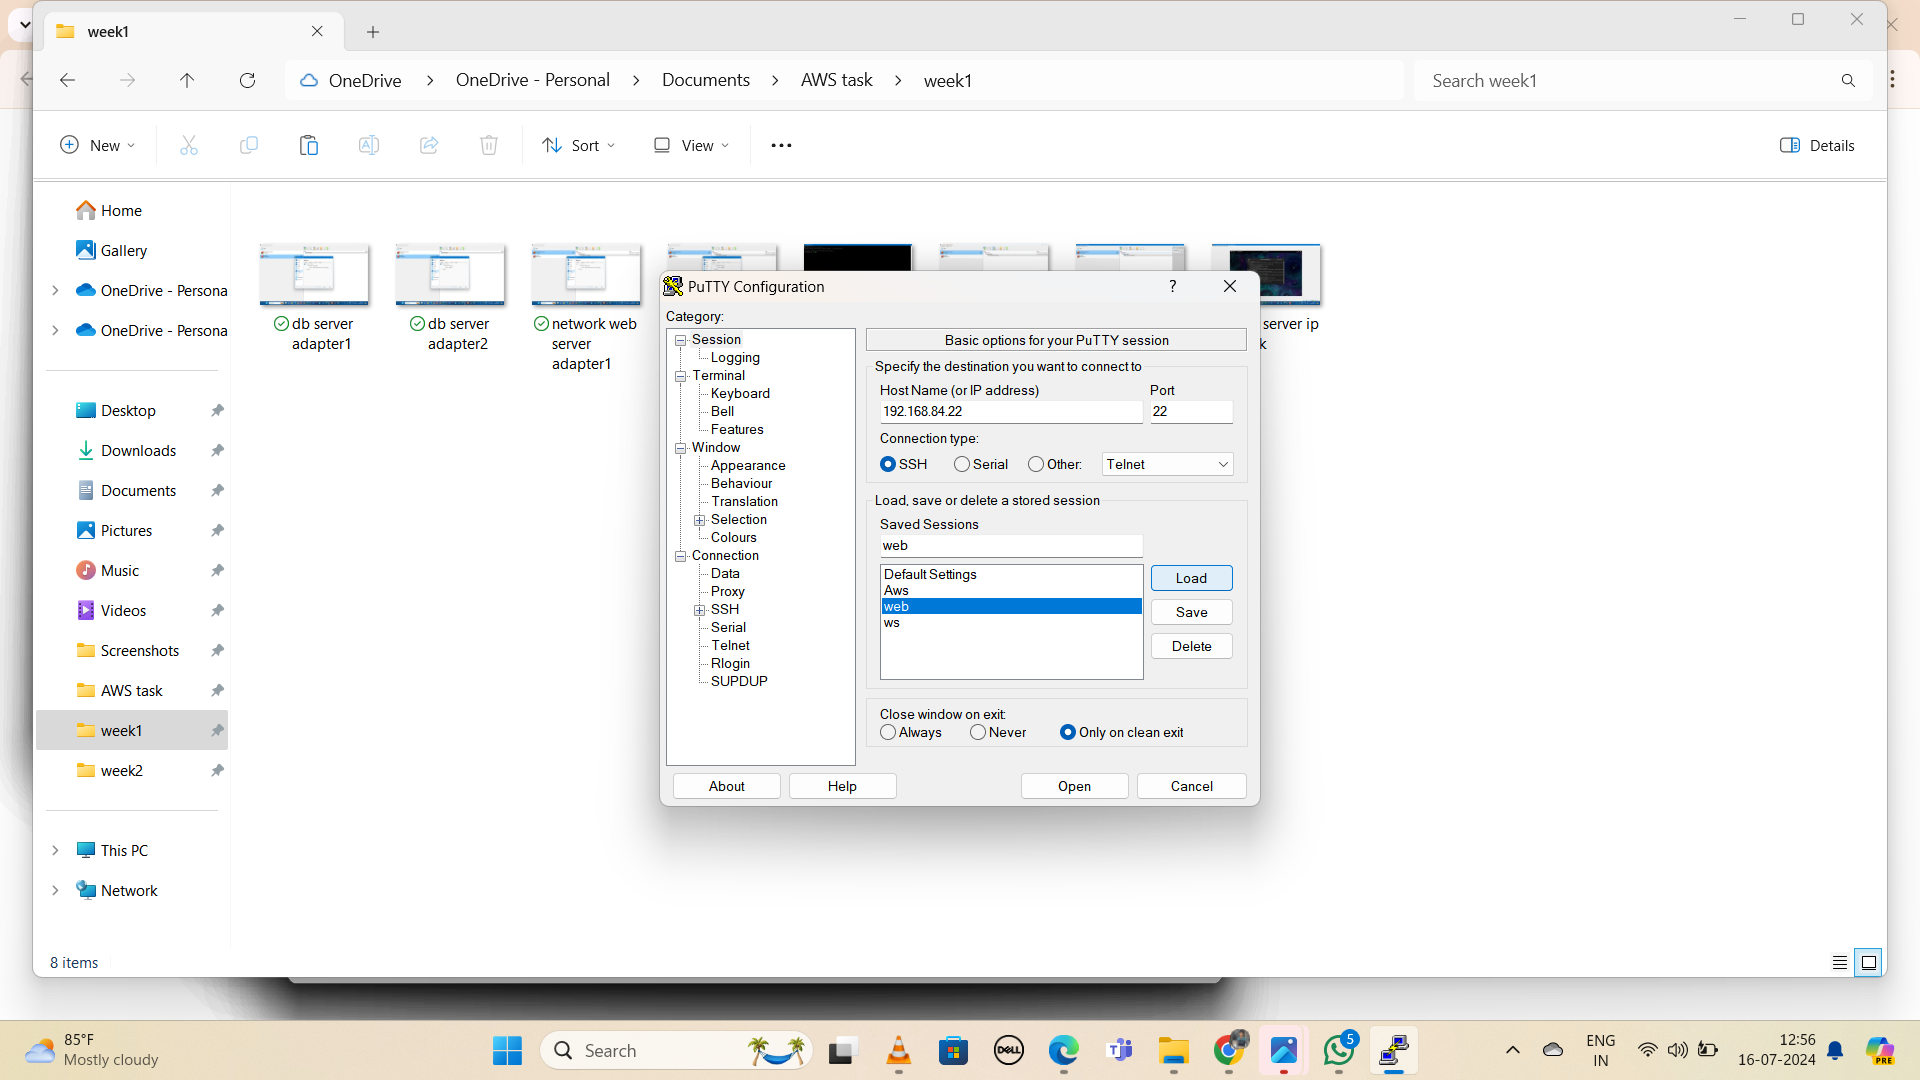 week1
OneDrive
OneDrive - Personal
Documents
AWS task
week1
Search week1
New
Sort
View
Details
Home
Gallery
OneDrive - Persona
OneDrive - Persona
Desktop
Downloads
Documents
Pictures
Music
Videos
Screenshots
AWS task
week1
week2
This PC
Network
8 items
db server
adapter1
db server
adapter2
network web
server
adapter1
server ip
k
PuTTY Configuration
?
Category:
Session
Logging
Terminal
Keyboard
Bell
Features
Window
Appearance
Behaviour
Translation
Selection
Colours
Connection
Data
Proxy
SSH
Serial
Telnet
Rlogin
SUPDUP
Basic options for your PuTTY session
Specify the destination you want to connect to
Host Name (or IP address)
Port
192.168.84.22
22
Connection type:
SSH
Serial
Other:
Telnet
Load, save or delete a stored session
Saved Sessions
web
Default Settings
Aws
web
ws
Load
Save
Delete
Close window on exit:
Always
Never
Only on clean exit
About
Help
Open
Cancel
85°F
Mostly cloudy
Search
DELL
5
ENG
IN
12:56
16-07-2024
PRE